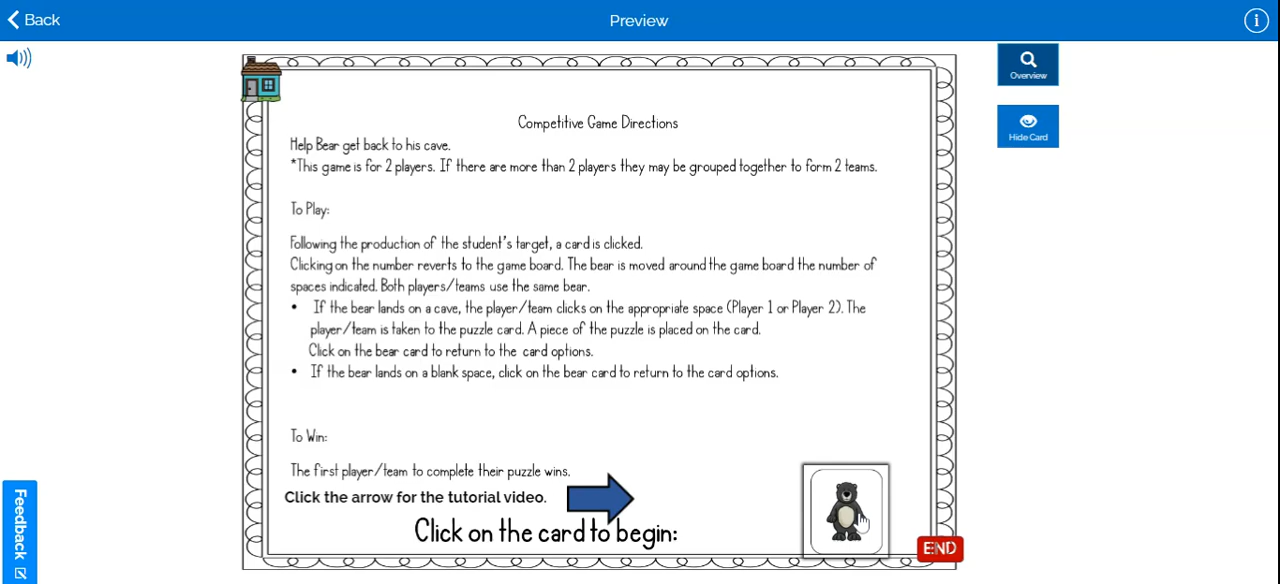 Back
Preview
i
Overview
Hide Card
Competitive Game Directions
Help Bear get back to his cave.
*This game is for 2 players. If there are more than 2 players they may be grouped together to form 2 teams.
To Play:
Following the production of the student's target, a card is clicked.
Clicking on the number reverts to the game board. The bear is moved around the game board the number of
spaces indicated. Both players/teams use the same bear.
• If the bear lands on a cave, the player/team clicks on the appropriate space (Player 1 or Player 2). The
player/team is taken to the puzzle card. A piece of the puzzle is placed on the card.
Click on the bear card to return to the card options.
• If the bear lands on a blank space, click on the bear card to return to the card options.
To Win:
The first player/team to complete their puzzle wins.
Click the arrow for the tutorial video.
Click on the card to begin:
END
Feedback